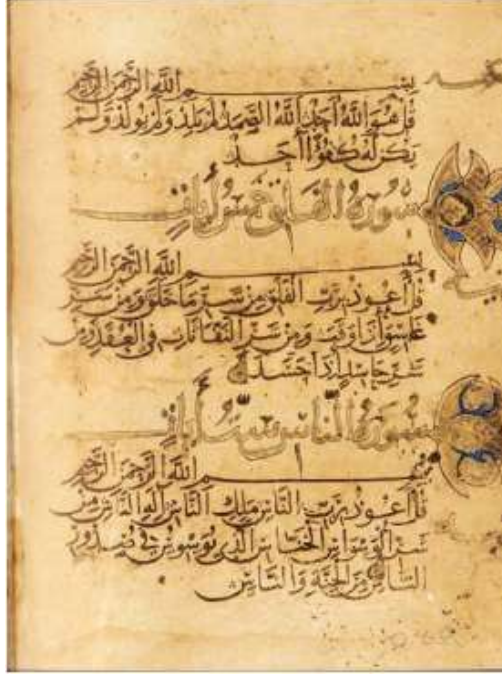 بسم الله الرحمن الرحيم
قل هو الله أحد الله الصمد لم يلد ولم يولد ولم
يكن له كفوا أحد
سورة الفلق خمس آيات
بسم الله الرحمن الرحيم
قل أعوذ برب الفلق من شر ما خلق ومن شر
غاسق إذا وقب ومن شر النفاثات في العقد ومن
شر حاسد إذا حسد
سورة الناس ست آيات
بسم الله الرحمن الرحيم
قل أعوذ برب الناس ملك الناس إله الناس من
شر الوسواس الخناس الذي يوسوس في صدور
الناس من الجنة والناس